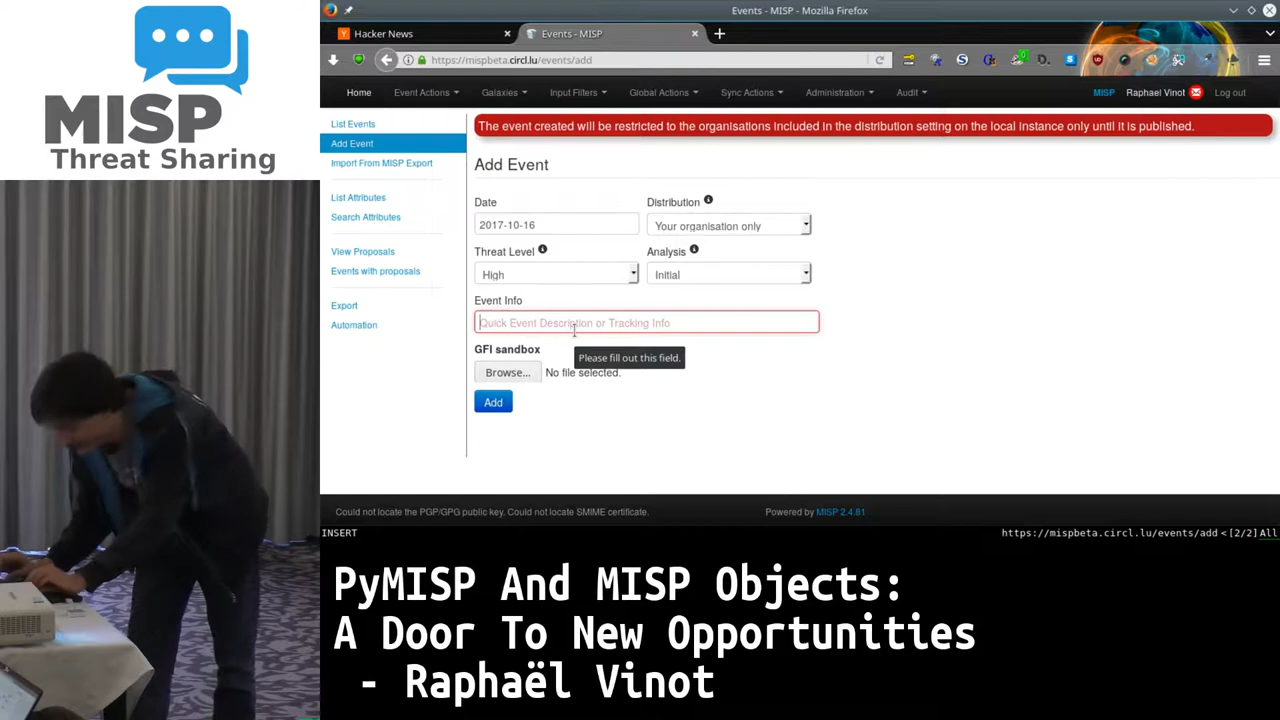 MISP
Threat Sharing
Events - MISP - Mozilla Firefox
Hacker News
Events - MISP
https://mispbeta.circl.lu/events/add
Home
Event Actions
Galaxies
Input Filters
Global Actions
Sync Actions
Administration
Audit
MISP
Raphael Vinot
Log out
List Events
Add Event
Import From MISP Export
List Attributes
Search Attributes
View Proposals
Events with proposals
Export
Automation
The event created will be restricted to the organisations included in the distribution setting on the local instance only until it is published.
Add Event
Date
Distribution
2017-10-16
Your organisation only
Threat Level
Analysis
High
Initial
Event Info
Quick Event Description or Tracking Info
GFI sandbox
Please fill out this field.
Browse...
No file selected.
Add
Could not locate the PGP/GPG public key. Could not locate SMIME certificate.
Powered by MISP 2.4.81
INSERT
https://mispbeta.circl.lu/events/add <[2/2]All
PyMISP And MISP Objects:
A Door To New Opportunities
- Raphaël Vinot